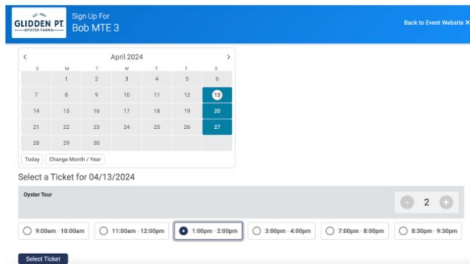 GLIDDEN PT.
OYSTER FARMS
Sign Up For
Bob MTE 3
Back to Event Website X
< April 2024 >
S M T W T F S
1 2 3 4 5 6
7 8 9 10 11 12 13
14 15 16 17 18 19 20
21 22 23 24 25 26 27
28 29 30
Today Change Month / Year
Select a Ticket for 04/13/2024
Oyster Tour
- 2 +
9:00am - 10:00am 11:00am - 12:00pm 1:00pm - 2:00pm 3:00pm - 4:00pm 7:00pm - 8:00pm 8:30pm - 9:30pm
Select Ticket